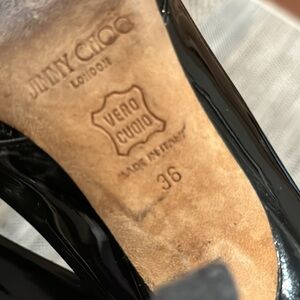 JIMMY CHOO
LONDON
VERO
CUOIO
MADE IN ITALY
36